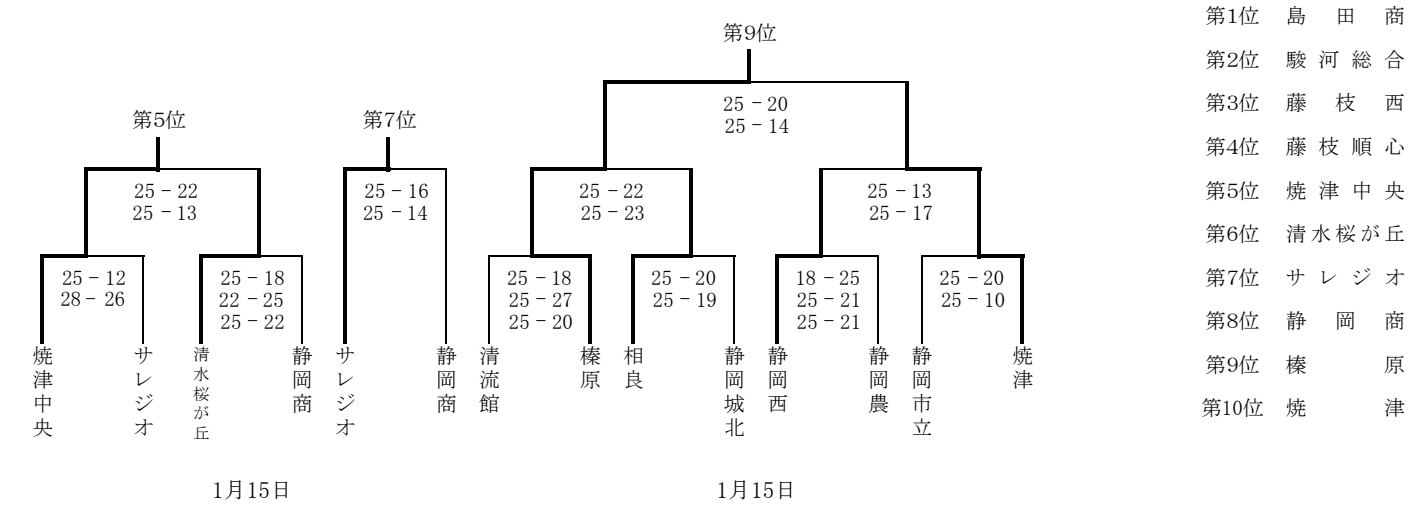 第9位
25－20
25－14
第5位
第7位
25－22
25－13
25－16
25－14
25－22
25－23
25－13
25－17
25－12
28－26
25－18
22－25
25－22
25－18
25－27
25－20
25－20
25－19
18－25
25－21
25－21
25－20
25－10
焼津中央
サレジオ
清水桜が丘
静岡商
サレジオ
静岡商
清流館
榛原
相良
静岡城北
静岡西
静岡農
静岡市立
焼津
1月15日
1月15日
第1位 島田商
第2位 駿河総合
第3位 藤枝西
第4位 藤枝順心
第5位 焼津中央
第6位 清水桜が丘
第7位 サレジオ
第8位 静岡商
第9位 榛原
第10位 焼津